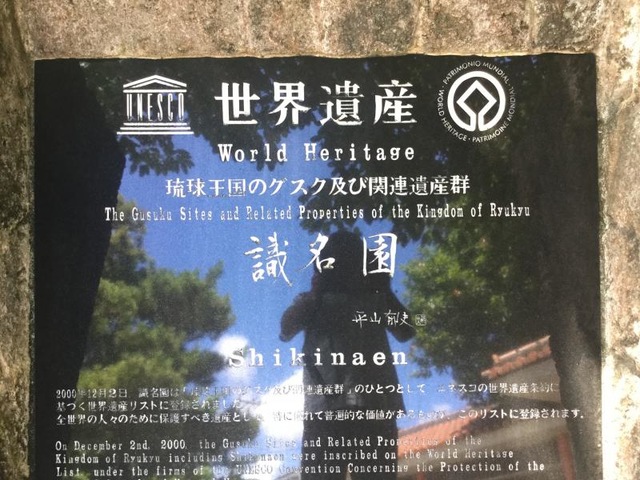 UNESCO
世界遺産
PATRIMONIO MUNDIAL · WORLD HERITAGE · PATRIMOINE MONDIAL
World Heritage
琉球王国のグスク及び関連遺産群
The Gusuku Sites and Related Properties of the Kingdom of Ryukyu
識名園
平山郁夫
Shikinaen
2000年12月2日、識名園は「琉球王国のグスク及び関連遺産群」のひとつとして ユネスコの世界遺産条約に
基づく世界遺産リストに登録されました。
全世界の人々のために保護すべき遺産として、特に優れて普遍的な価値があるものが、このリストに登録されます。
On December 2nd, 2000, the Gusuku Sites and Related Properties of the
Kingdom of Ryukyu including Shikinaen were inscribed on the World Heritage
List, under the firms of the UNESCO Convention Concerning the Protection of the